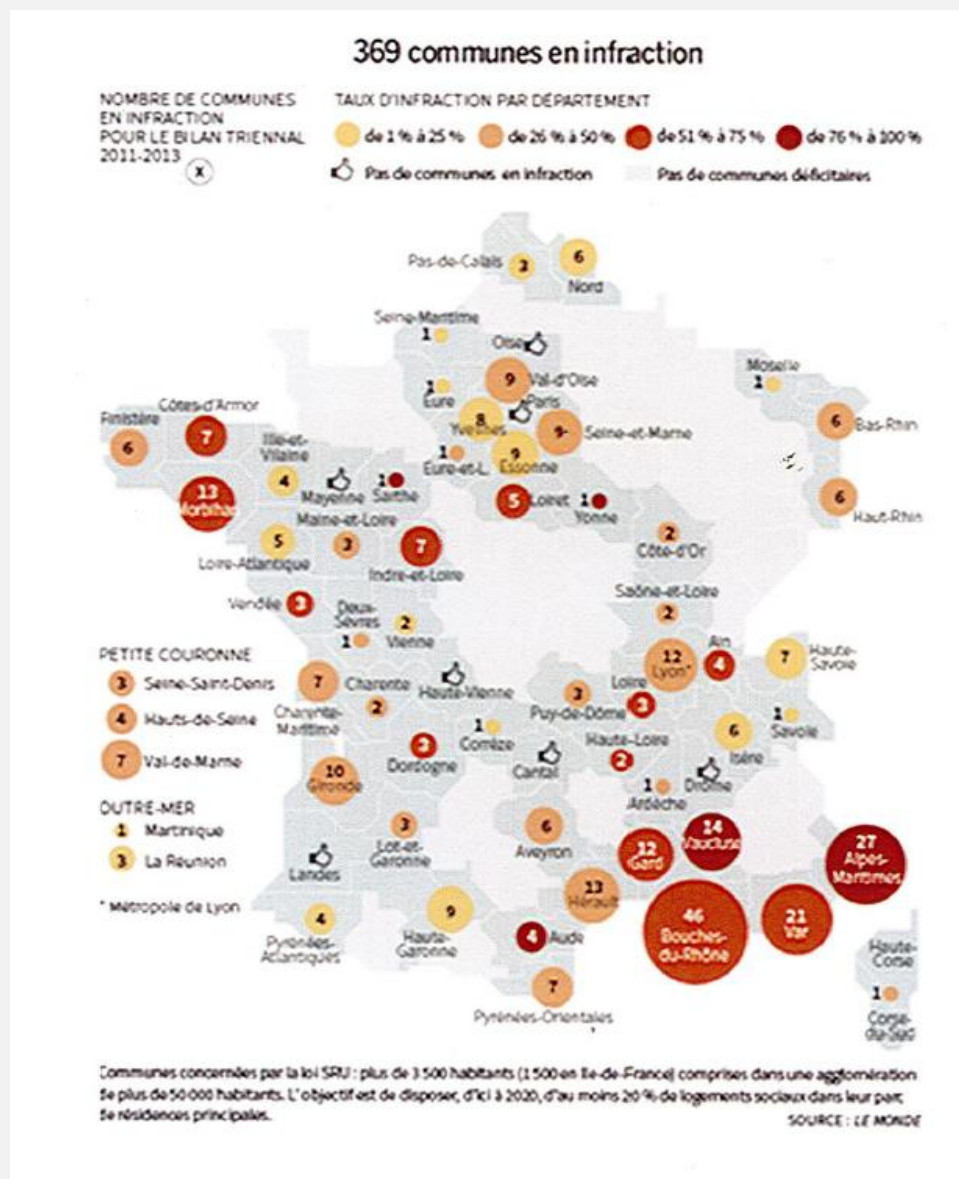 369 communes en infraction
NOMBRE DE COMMUNES
EN INFRACTION
POUR LE BILAN TRIENNAL
2011-2013
X
TAUX D'INFRACTION PAR DÉPARTEMENT
de 1 % à 25 %
de 26 % à 50 %
de 51 % à 75 %
de 76 % à 100 %
Pas de communes en infraction
Pas de communes déficitaires
Pas-de-Calais 3
6
Nord
Seine-Maritime
1
Oise
1
Eure
9 Val-d'Oise
Paris
8
Yvelines
9- Seine-et-Marne
1
Eure-et-L.
9
Essonne
Moselle
1
6 Bas-Rhin
6
Haut-Rhin
Finistère
6
Côtes-d'Armor
7
Ille-et-
Vilaine
4
13
Morbihan
Mayenne
1
Sarthe
5 Loiret
1
Yonne
Maine-et-Loire
3
5
Loire-Atlantique
7
Indre-et-Loire
2
Côte-d'Or
Vendée 3
Deux-
Sèvres
1
2
Vienne
Saône-et-Loire
2
12
Lyon*
Ain
4
7
Haute-
Savoie
PETITE COURONNE
3 Seine-Saint-Denis
4 Hauts-de-Seine
7 Val-de-Marne
OUTRE-MER
1 Martinique
3 La Réunion
* Métropole de Lyon
7
Charente-
Maritime
Charente
2
Haute-Vienne
3
Puy-de-Dôme
Loire
3
1
Savoie
6
Isère
1
Corrèze
3
Dordogne
Cantal
Haute-Loire
2
1
Ardèche
Drôme
10
Gironde
3
Lot-et-
Garonne
6
Aveyron
12
Gard
14
Vaucluse
27
Alpes-
Maritimes
Landes
13
Hérault
46
Bouches-
du-Rhône
21
Var
4
Pyrénées-
Atlantiques
9
Haute-
Garonne
4 Aude
7
Pyrénées-Orientales
Haute-
Corse
1
Corse-
du-Sud
Communes concernées par la loi SRU : plus de 3 500 habitants (1 500 en Ile-de-France) comprises dans une agglomération
de plus de 50 000 habitants. L'objectif est de disposer, d'ici à 2020, d'au moins 20 % de logements sociaux dans leur parc
de résidences principales.
SOURCE : LE MONDE